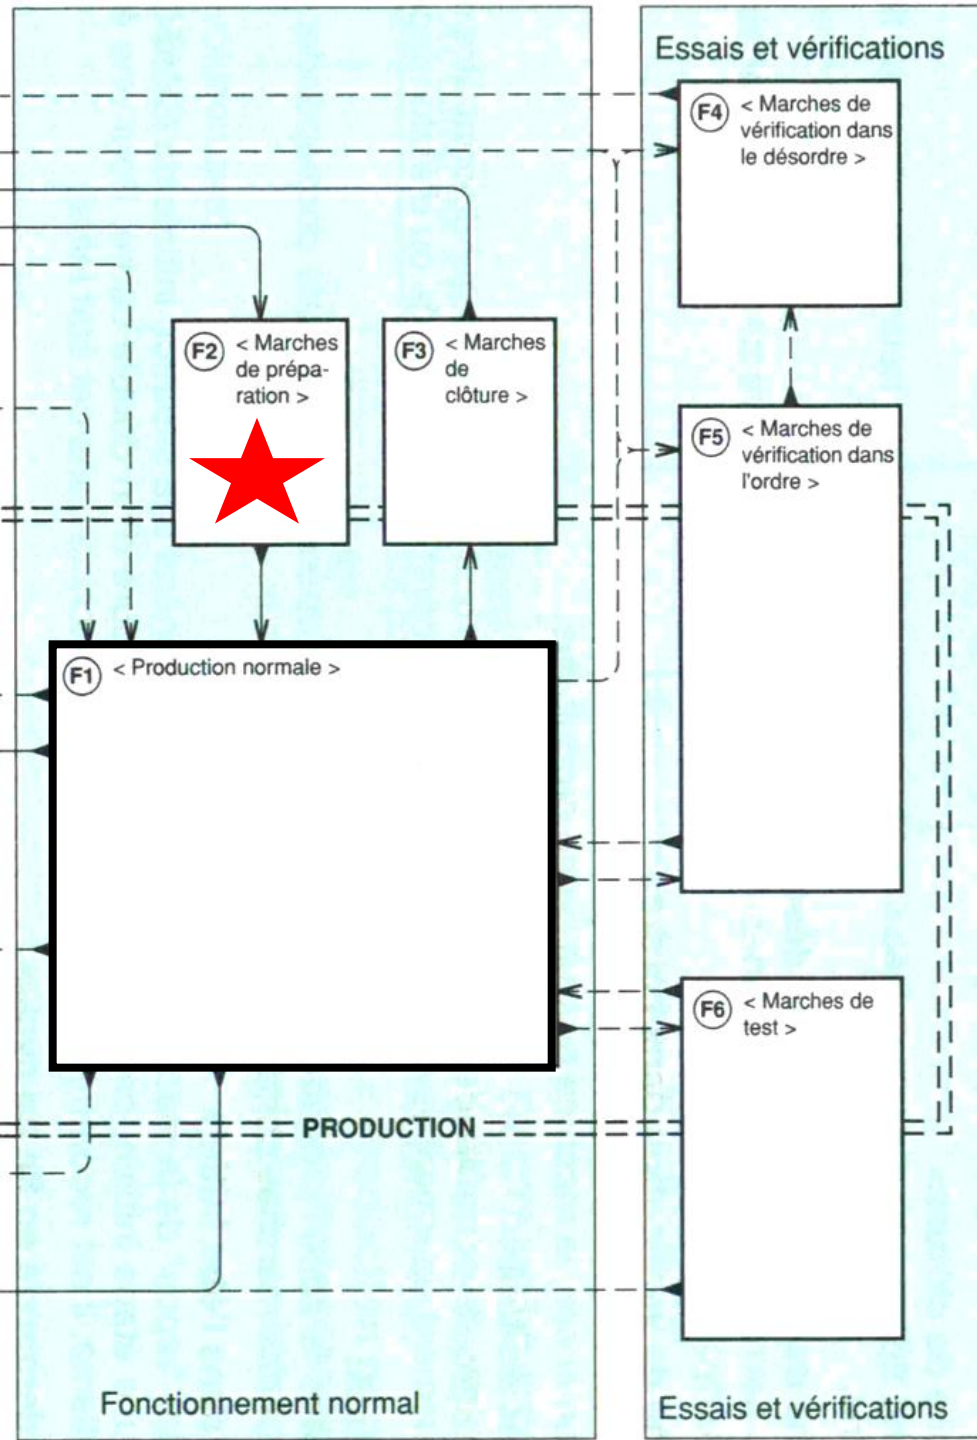 Essais et vérifications
F4
< Marches de
vérification dans
le désordre >
F2
< Marches
de prépa-
ration >
F3
< Marches
de
clôture >
F5
< Marches de
vérification dans
l'ordre >
F1
< Production normale >
F6
< Marches de
test >
PRODUCTION
Fonctionnement normal
Essais et vérifications